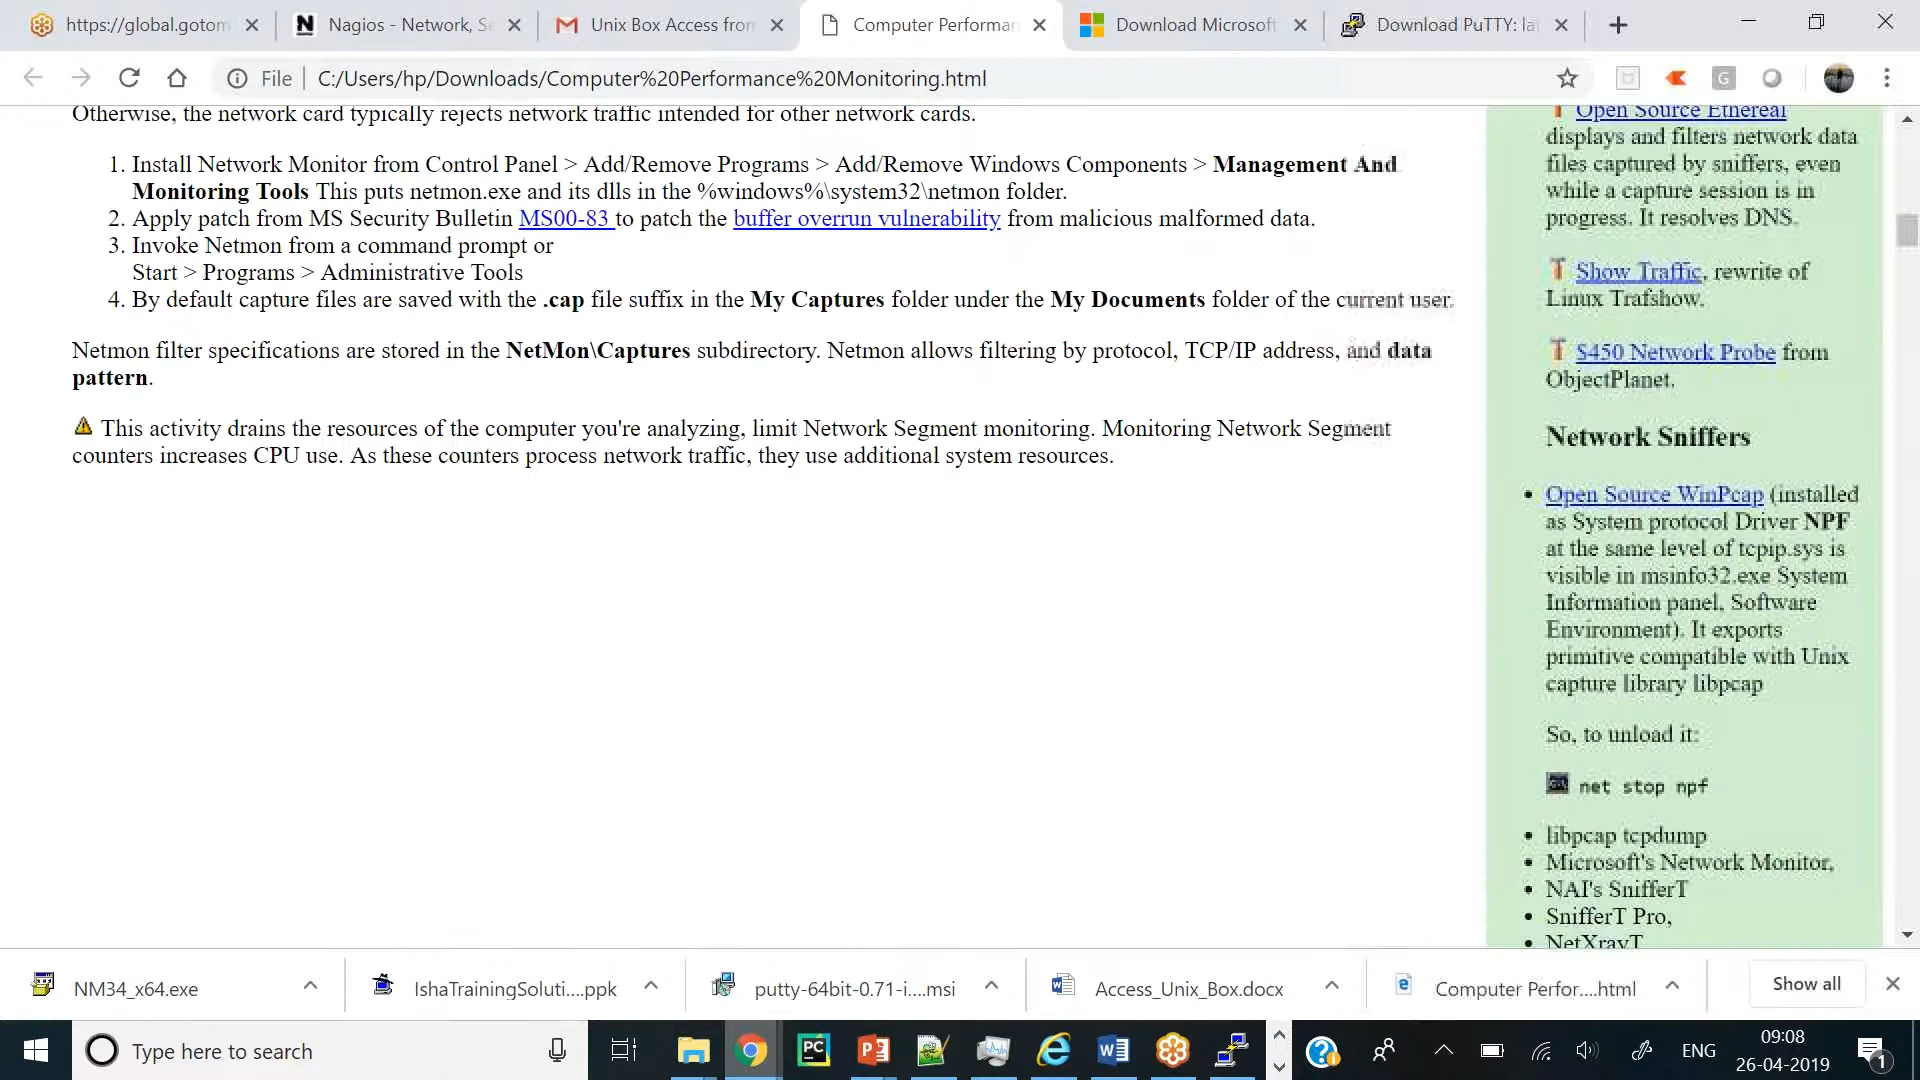 https://global.gotom
Nagios - Network, Se
Unix Box Access from
Computer Performan
Download Microsoft
Download PuTTY: lat
File
C:/Users/hp/Downloads/Computer%20Performance%20Monitoring.html
Otherwise, the network card typically rejects network traffic intended for other network cards.
1. Install Network Monitor from Control Panel > Add/Remove Programs > Add/Remove Windows Components > Management And
Monitoring Tools This puts netmon.exe and its dlls in the %windows%\system32\netmon folder.
2. Apply patch from MS Security Bulletin MS00-83 to patch the buffer overrun vulnerability from malicious malformed data.
3. Invoke Netmon from a command prompt or
Start > Programs > Administrative Tools
4. By default capture files are saved with the .cap file suffix in the My Captures folder under the My Documents folder of the current user.
Netmon filter specifications are stored in the NetMon\Captures subdirectory. Netmon allows filtering by protocol, TCP/IP address, and data
pattern.
This activity drains the resources of the computer you're analyzing, limit Network Segment monitoring. Monitoring Network Segment
counters increases CPU use. As these counters process network traffic, they use additional system resources.
Open Source Ethereal
displays and filters network data
files captured by sniffers, even
while a capture session is in
progress. It resolves DNS.
Show Traffic, rewrite of
Linux Trafshow.
$450 Network Probe from
ObjectPlanet.
Network Sniffers
• Open Source WinPcap (installed
as System protocol Driver NPF
at the same level of tcpip.sys is
visible in msinfo32.exe System
Information panel, Software
Environment). It exports
primitive compatible with Unix
capture library libpcap
So, to unload it:
net stop npf
• libpcap tcpdump
• Microsoft's Network Monitor,
• NAI's SnifferT
• SnifferT Pro,
• NetXrayT
NM34_x64.exe
IshaTrainingSoluti....ppk
putty-64bit-0.71-i....msi
Access_Unix_Box.docx
Computer Perfor....html
Show all
Type here to search
ENG
09:08
26-04-2019
1